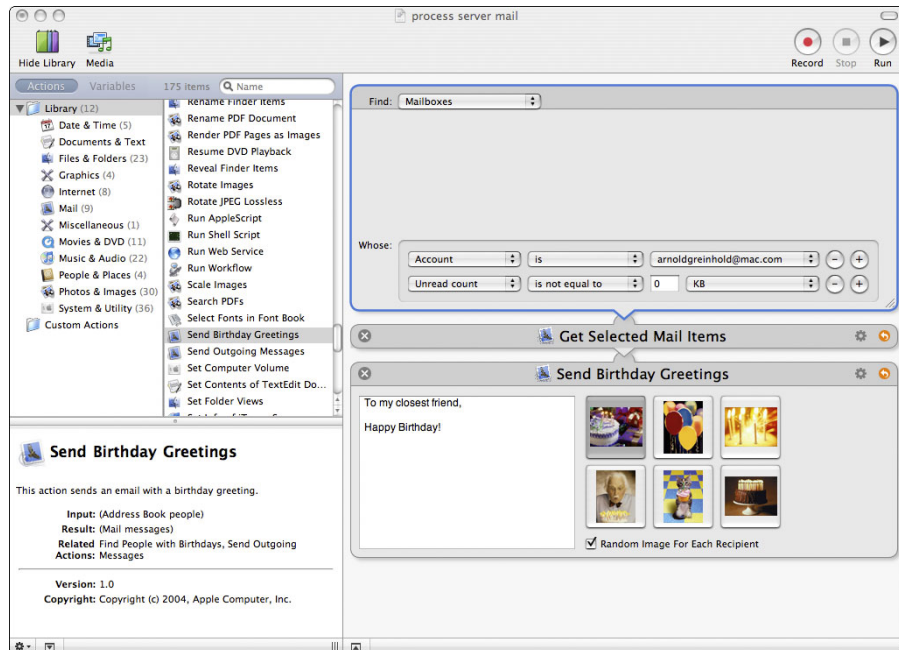 process server mail
Hide Library Media Record Stop Run
Actions Variables 175 items Name
Library (12)
Date & Time (5)
Documents & Text
Files & Folders (23)
Graphics (4)
Internet (8)
Mail (9)
Miscellaneous (1)
Movies & DVD (11)
Music & Audio (22)
People & Places (4)
Photos & Images (30)
System & Utility (36)
Custom Actions
Rename Finder Items
Rename PDF Document
Render PDF Pages as Images
Resume DVD Playback
Reveal Finder Items
Rotate Images
Rotate JPEG Lossless
Run AppleScript
Run Shell Script
Run Web Service
Run Workflow
Scale Images
Search PDFs
Select Fonts in Font Book
Send Birthday Greetings
Send Outgoing Messages
Set Computer Volume
Set Contents of TextEdit Do...
Set Folder Views
Send Birthday Greetings
This action sends an email with a birthday greeting.
Input: (Address Book people)
Result: (Mail messages)
Related Find People with Birthdays, Send Outgoing
Actions: Messages
Version: 1.0
Copyright: Copyright (c) 2004, Apple Computer, Inc.
Find: Mailboxes
Whose:
Account is arnoldgreinhold@mac.com
Unread count is not equal to 0 KB
Get Selected Mail Items
Send Birthday Greetings
To my closest friend,
Happy Birthday!
Random Image For Each Recipient